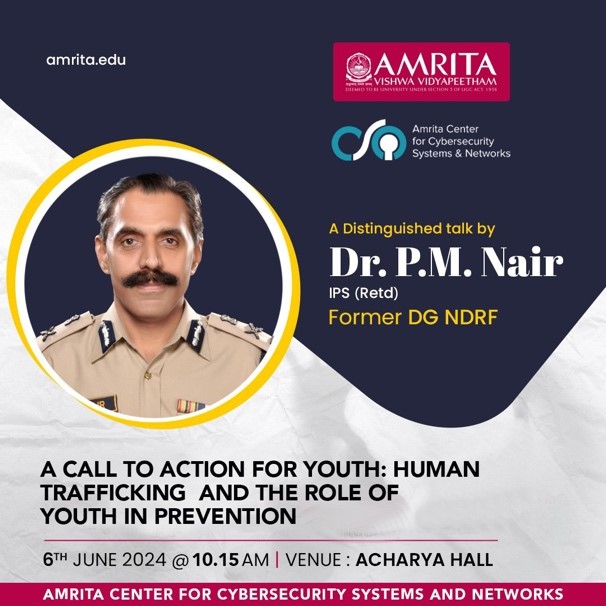 amrita.edu
AMRITA
VISHWA VIDYAPEETHAM
DEEMED TO BE UNIVERSITY UNDER SECTION 3 OF UGC ACT, 1956
Amrita Center
for Cybersecurity
Systems & Networks
A Distinguished talk by
Dr. P.M. Nair
IPS (Retd)
Former DG NDRF
A CALL TO ACTION FOR YOUTH: HUMAN
TRAFFICKING AND THE ROLE OF
YOUTH IN PREVENTION
6TH JUNE 2024 @ 10.15 AM | VENUE : ACHARYA HALL
AMRITA CENTER FOR CYBERSECURITY SYSTEMS AND NETWORKS